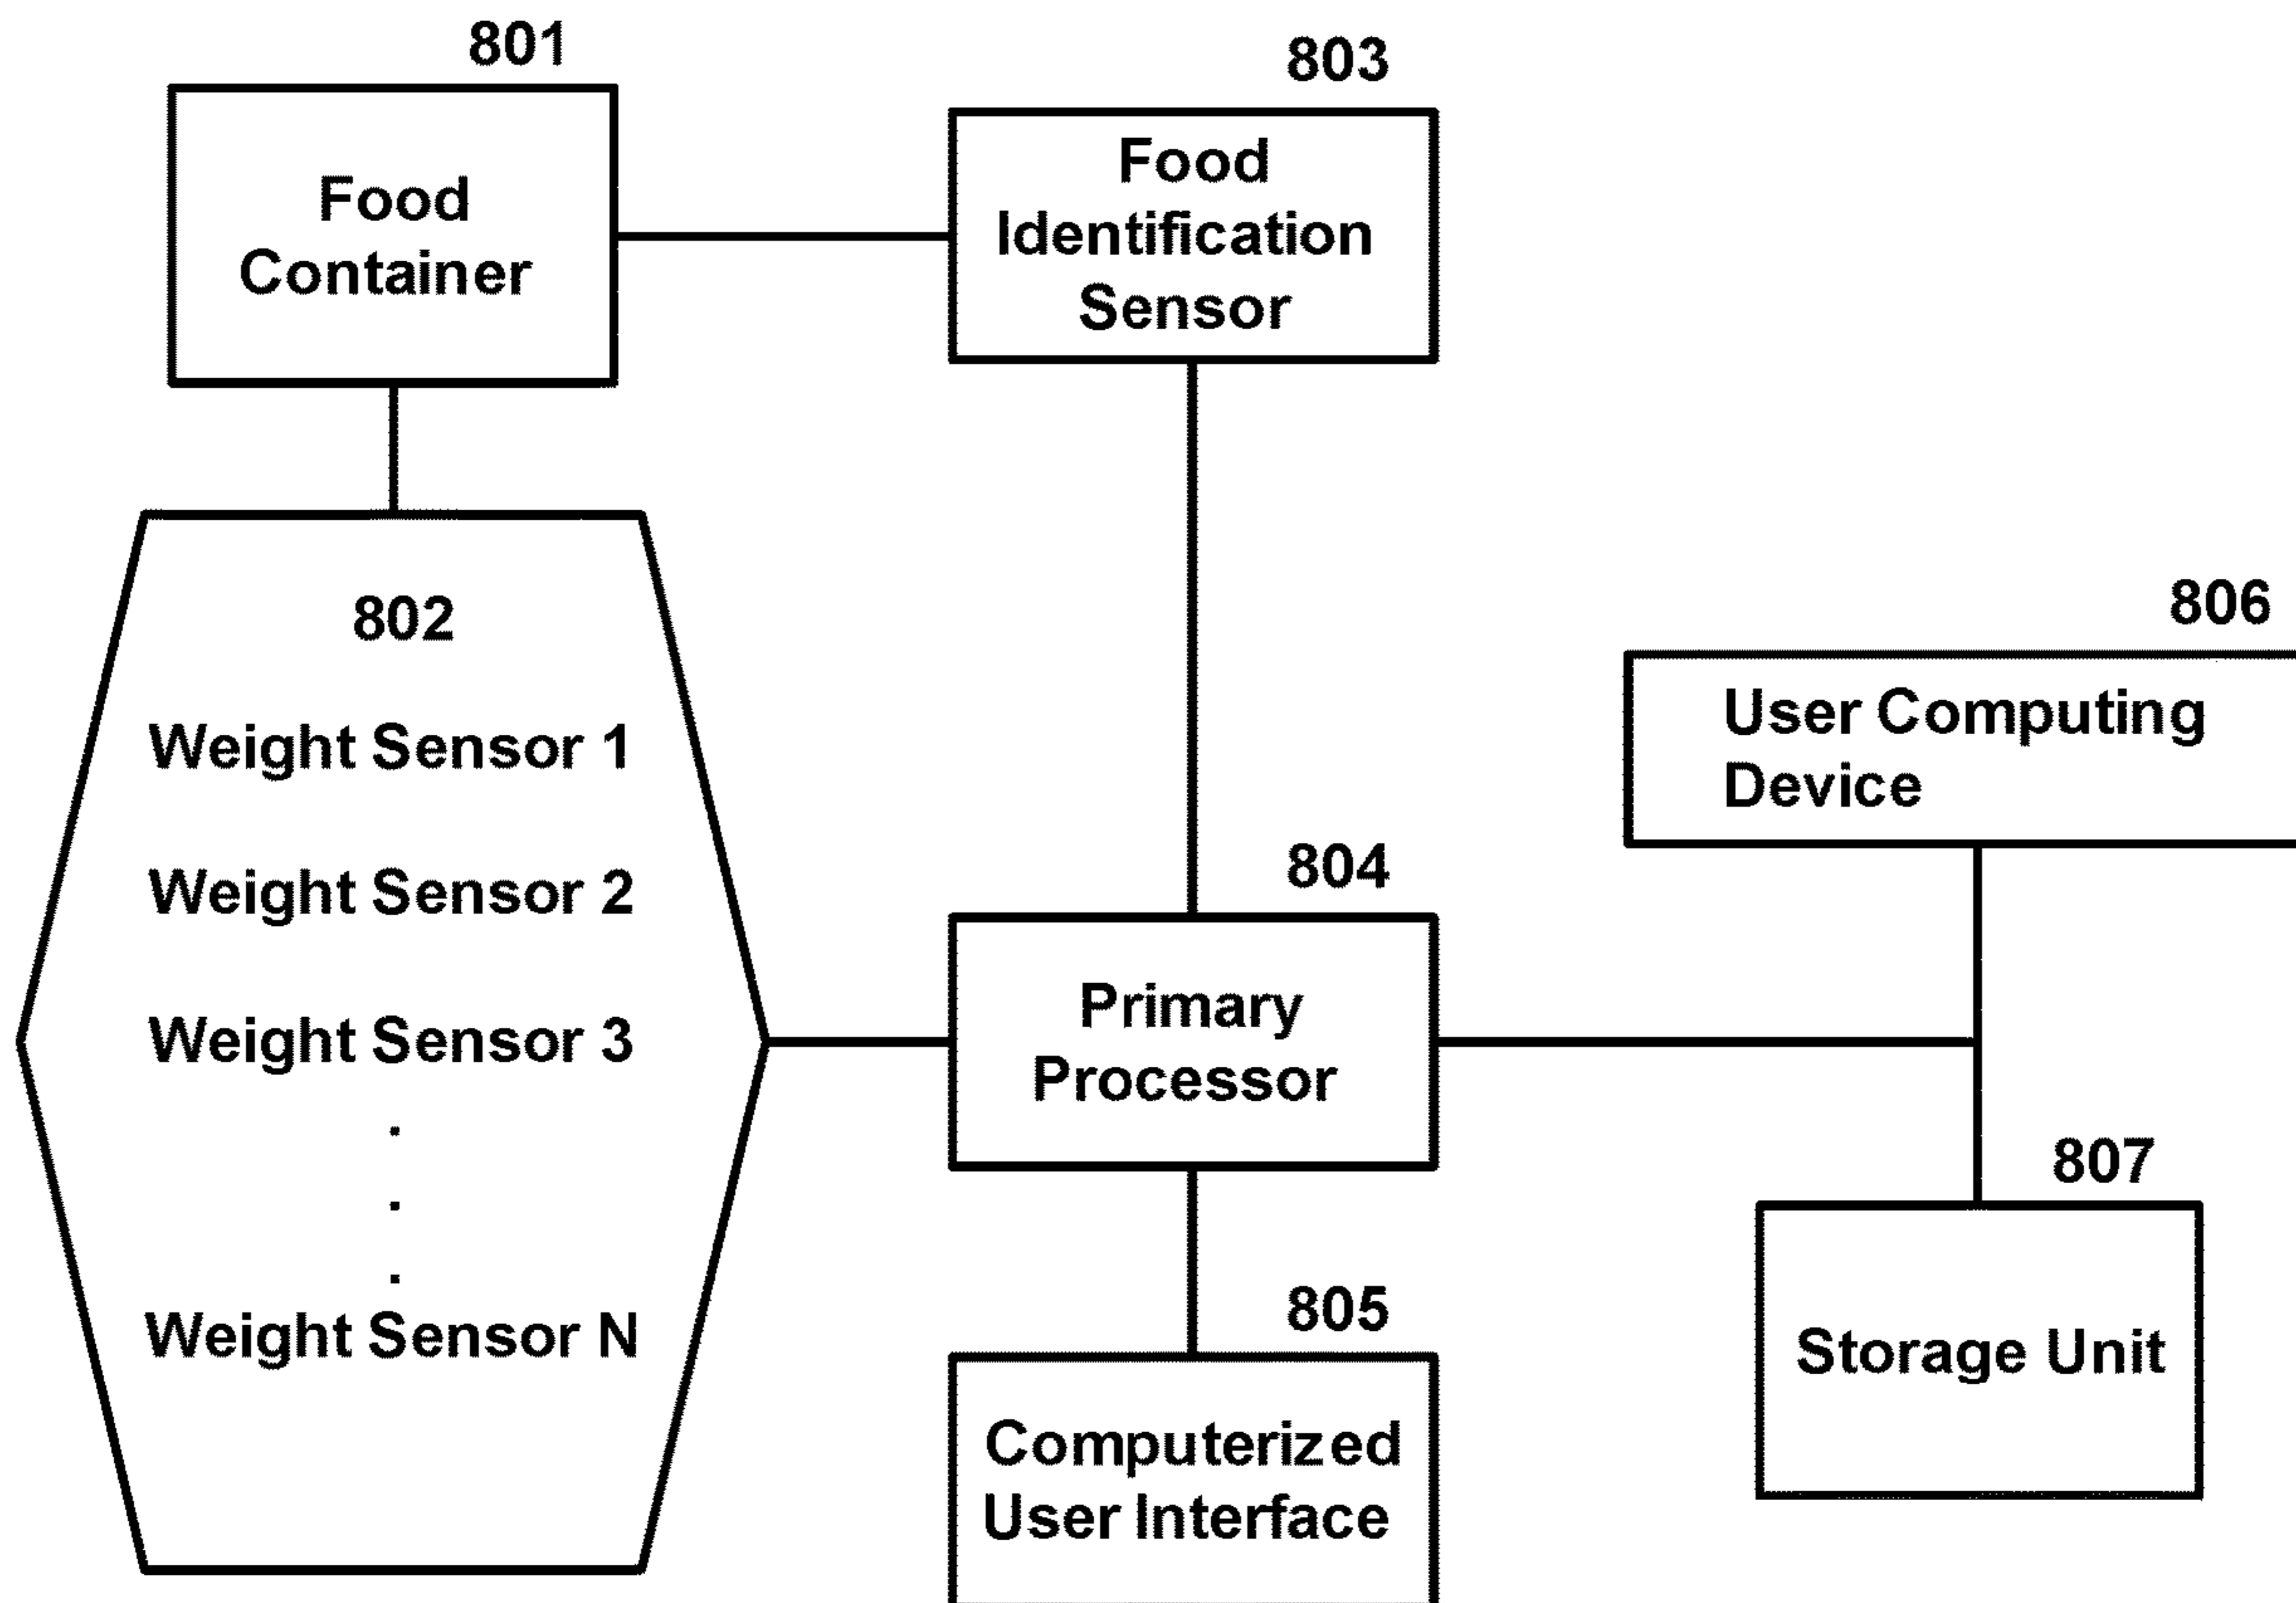 801
Food
Container
803
Food
Identification
Sensor
802
Weight Sensor 1
Weight Sensor 2
Weight Sensor 3
.
.
.
Weight Sensor N
804
Primary
Processor
805
Computerized
User Interface
806
User Computing
Device
807
Storage Unit